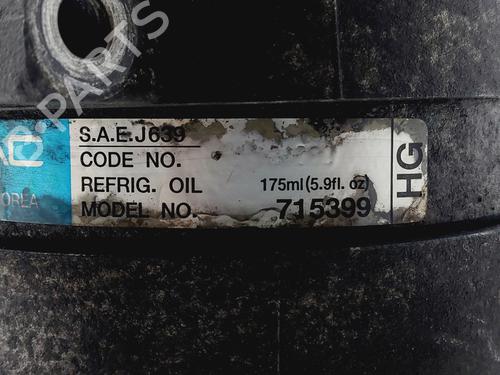 S.A.E.J639
CODE NO.
REFRIG. OIL 175ml(5.9fl. oz)
MODEL NO. 715399
HG
OREA
PARTS